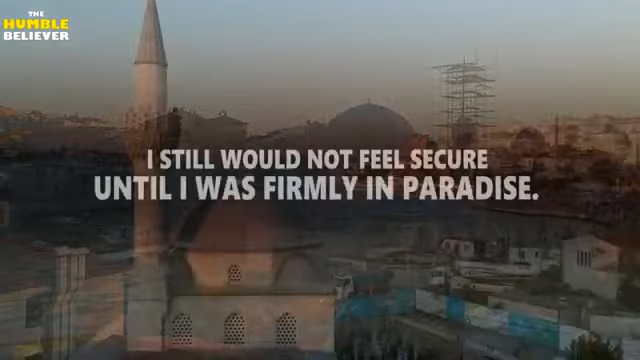 THE
HUMBLE
BELIEVER
I STILL WOULD NOT FEEL SECURE
UNTIL I WAS FIRMLY IN PARADISE.